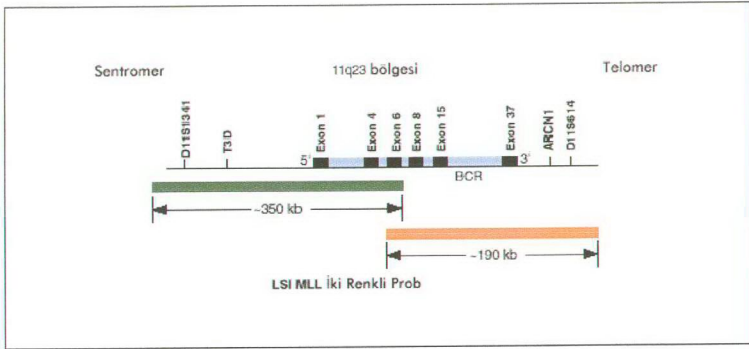 Sentromer 11q23 bölgesi Telomer
D11S1341 T3D Exon 1 Exon 4 Exon 6 Exon 8 Exon 15 Exon 37 ARCN1 D11S614
5' 3'
BCR
~350 kb
~190 kb
LSI MLL İki Renkli Prob